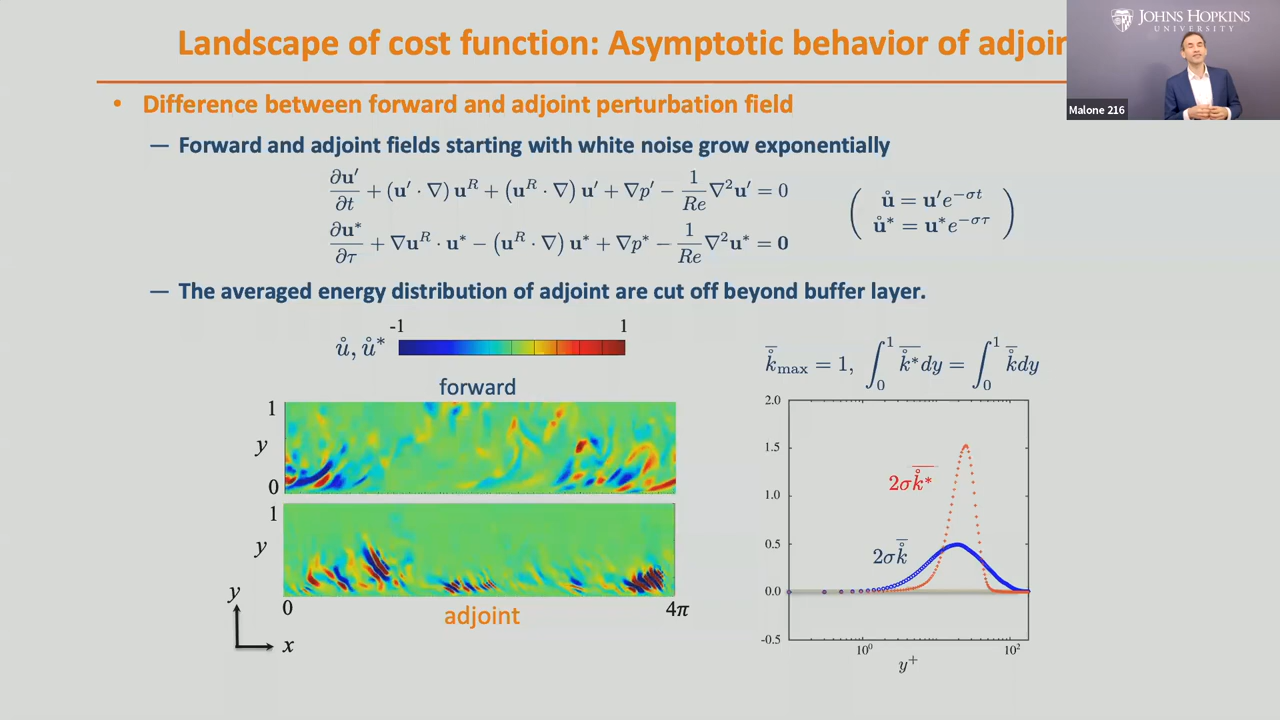 Landscape of cost function: Asymptotic behavior of adjoin
JOHNS HOPKINS
UNIVERSITY
Malone 216
• Difference between forward and adjoint perturbation field
— Forward and adjoint fields starting with white noise grow exponentially
∂u′/∂t + (u′ · ∇) u^R + (u^R · ∇) u′ + ∇p′ − 1/Re ∇²u′ = 0
∂u*/∂τ + ∇u^R · u* − (u^R · ∇) u* + ∇p* − 1/Re ∇²u* = 0
( ů = u′e^{−σt}
ů* = u*e^{−στ} )
— The averaged energy distribution of adjoint are cut off beyond buffer layer.
ů, ů* -1 1
forward
1
y
0
1
y
0 4π
adjoint
y
x
k̊̅_max = 1, ∫₀¹ k̊*̅ dy = ∫₀¹ k̊̅ dy
2.0
1.5
2σk̊*̅
1.0
2σk̊̅
0.5
0.0
-0.5
10⁰ 10²
y⁺